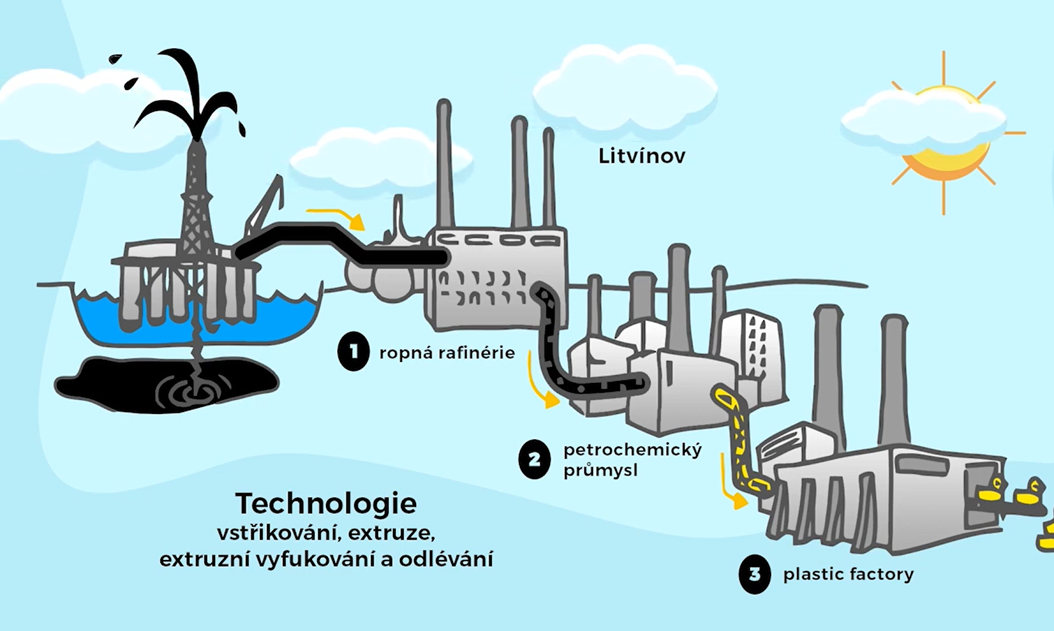 Litvínov
1 ropná rafinérie
2 petrochemický
průmysl
Technologie
vstřikování, extruze,
extruzní vyfukování a odlévání
3 plastic factory